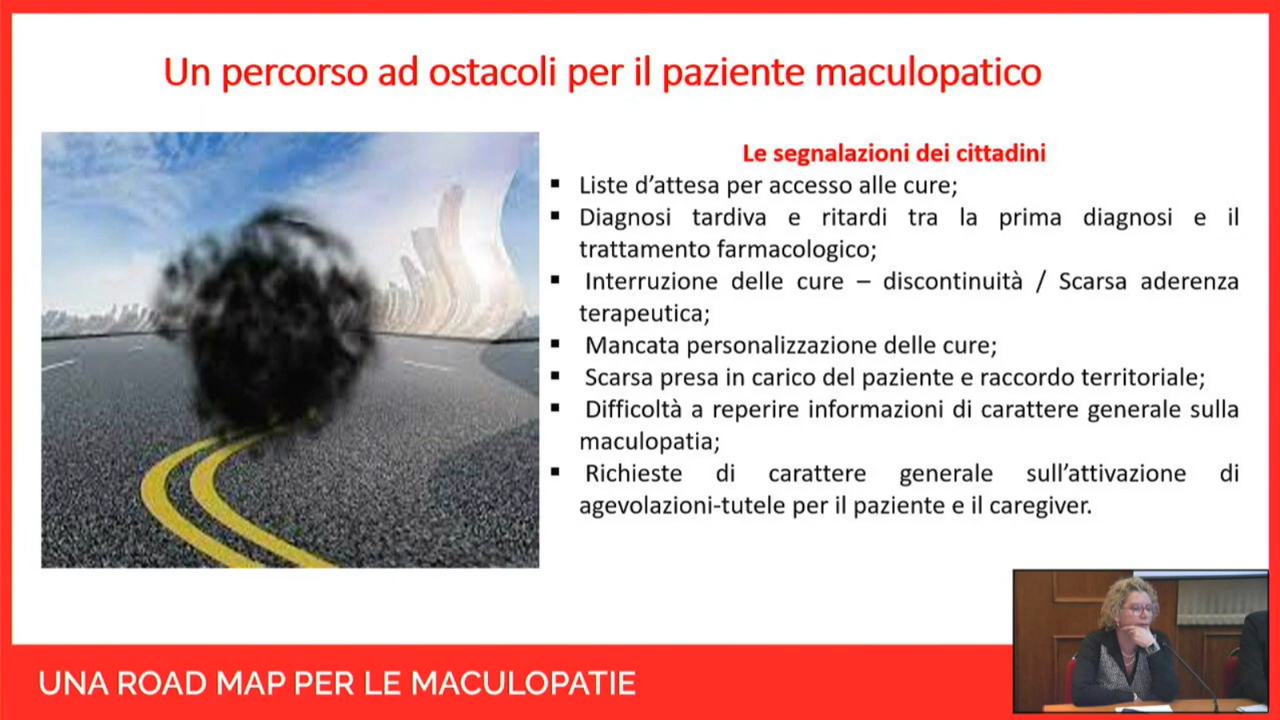 Un percorso ad ostacoli per il paziente maculopatico
Le segnalazioni dei cittadini
▪ Liste d'attesa per accesso alle cure;
▪ Diagnosi tardiva e ritardi tra la prima diagnosi e il
trattamento farmacologico;
▪ Interruzione delle cure – discontinuità / Scarsa aderenza
terapeutica;
▪ Mancata personalizzazione delle cure;
▪ Scarsa presa in carico del paziente e raccordo territoriale;
▪ Difficoltà a reperire informazioni di carattere generale sulla
maculopatia;
▪ Richieste di carattere generale sull'attivazione di
agevolazioni-tutele per il paziente e il caregiver.
UNA ROAD MAP PER LE MACULOPATIE